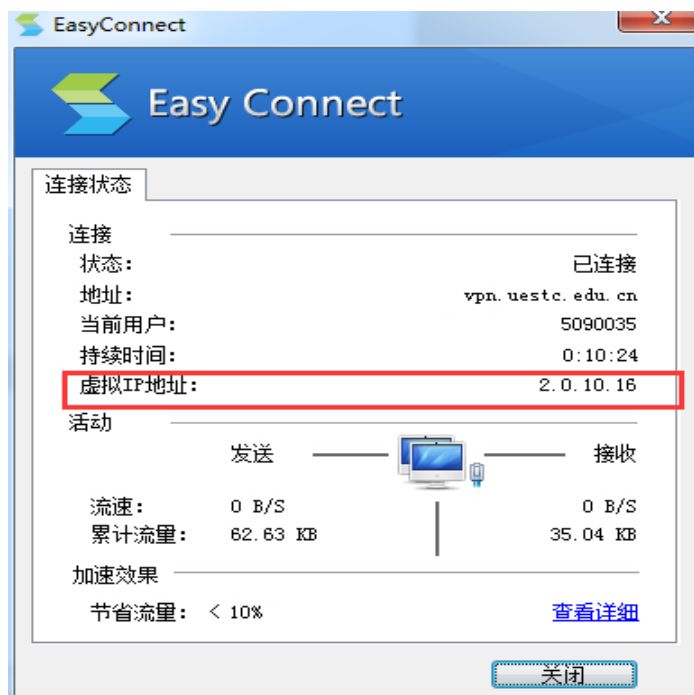 EasyConnect
Easy Connect
连接状态
连接
状态： 已连接
地址： vpn.uestc.edu.cn
当前用户： 5090035
持续时间： 0:10:24
虚拟IP地址： 2.0.10.16
活动
发送 接收
流速： 0 B/S 0 B/S
累计流量： 62.63 KB 35.04 KB
加速效果
节省流量： < 10% 查看详细
关闭